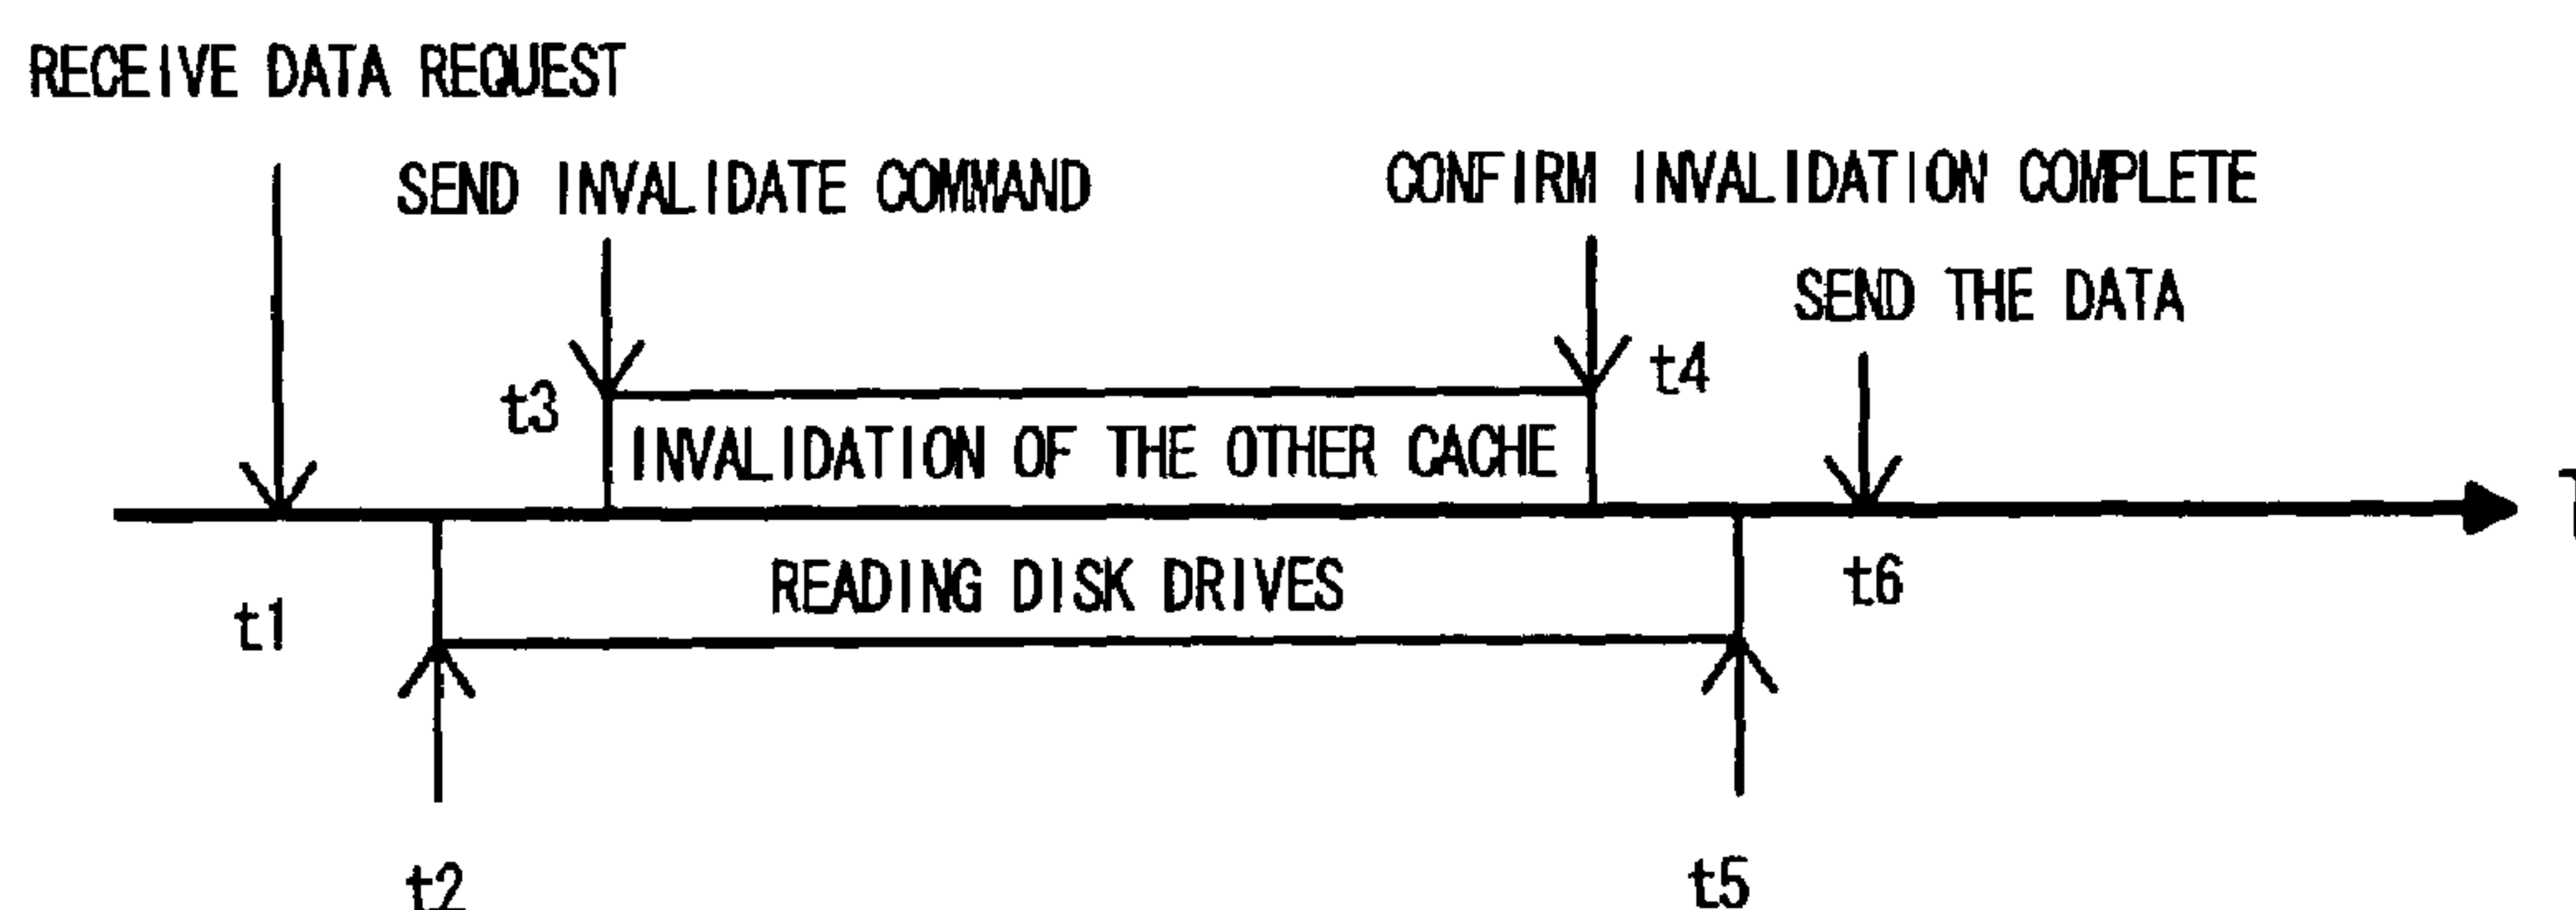 RECEIVE DATA REQUEST
SEND INVALIDATE COMMAND
CONFIRM INVALIDATION COMPLETE
SEND THE DATA
t3
t4
INVALIDATION OF THE OTHER CACHE
READING DISK DRIVES
t1
t6
t2
t5